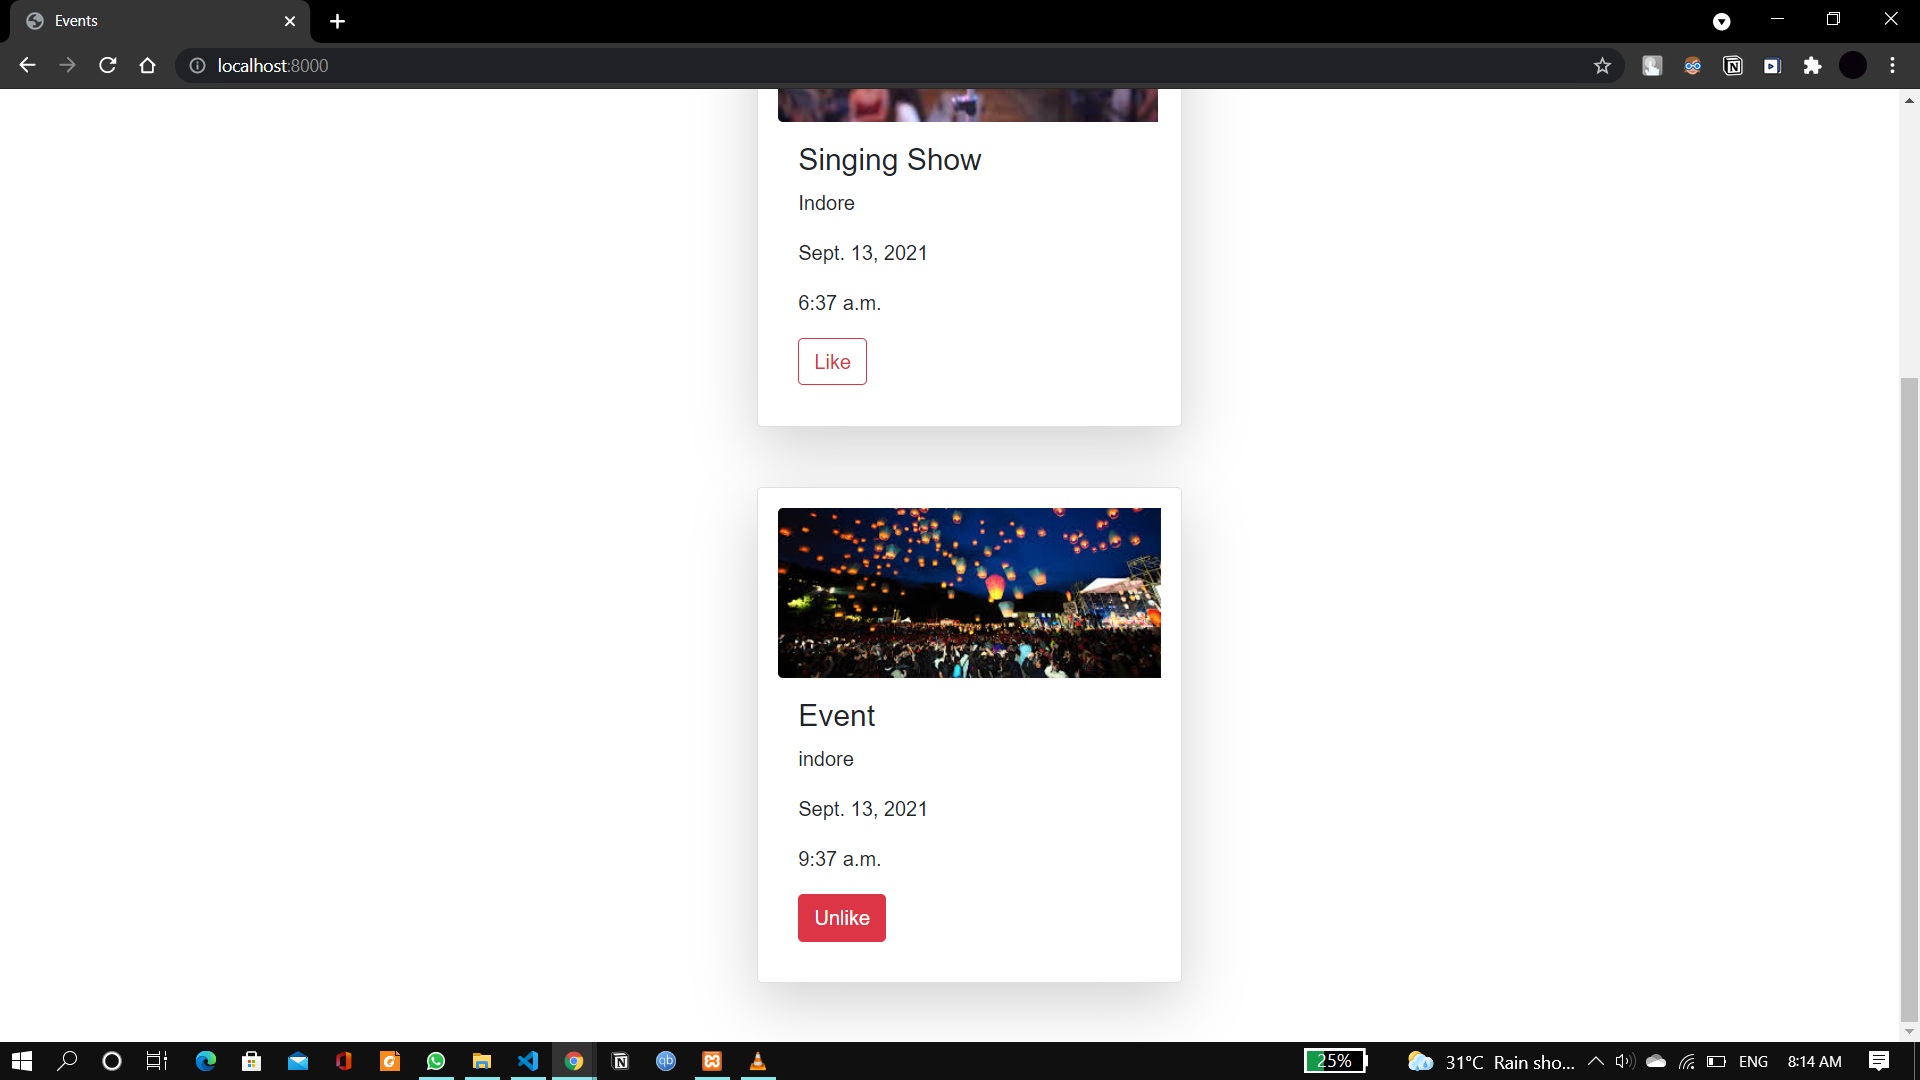 Events
localhost:8000
Singing Show
Indore
Sept. 13, 2021
6:37 a.m.
Like
Event
indore
Sept. 13, 2021
9:37 a.m.
Unlike
25%
31°C Rain sho...
ENG
8:14 AM